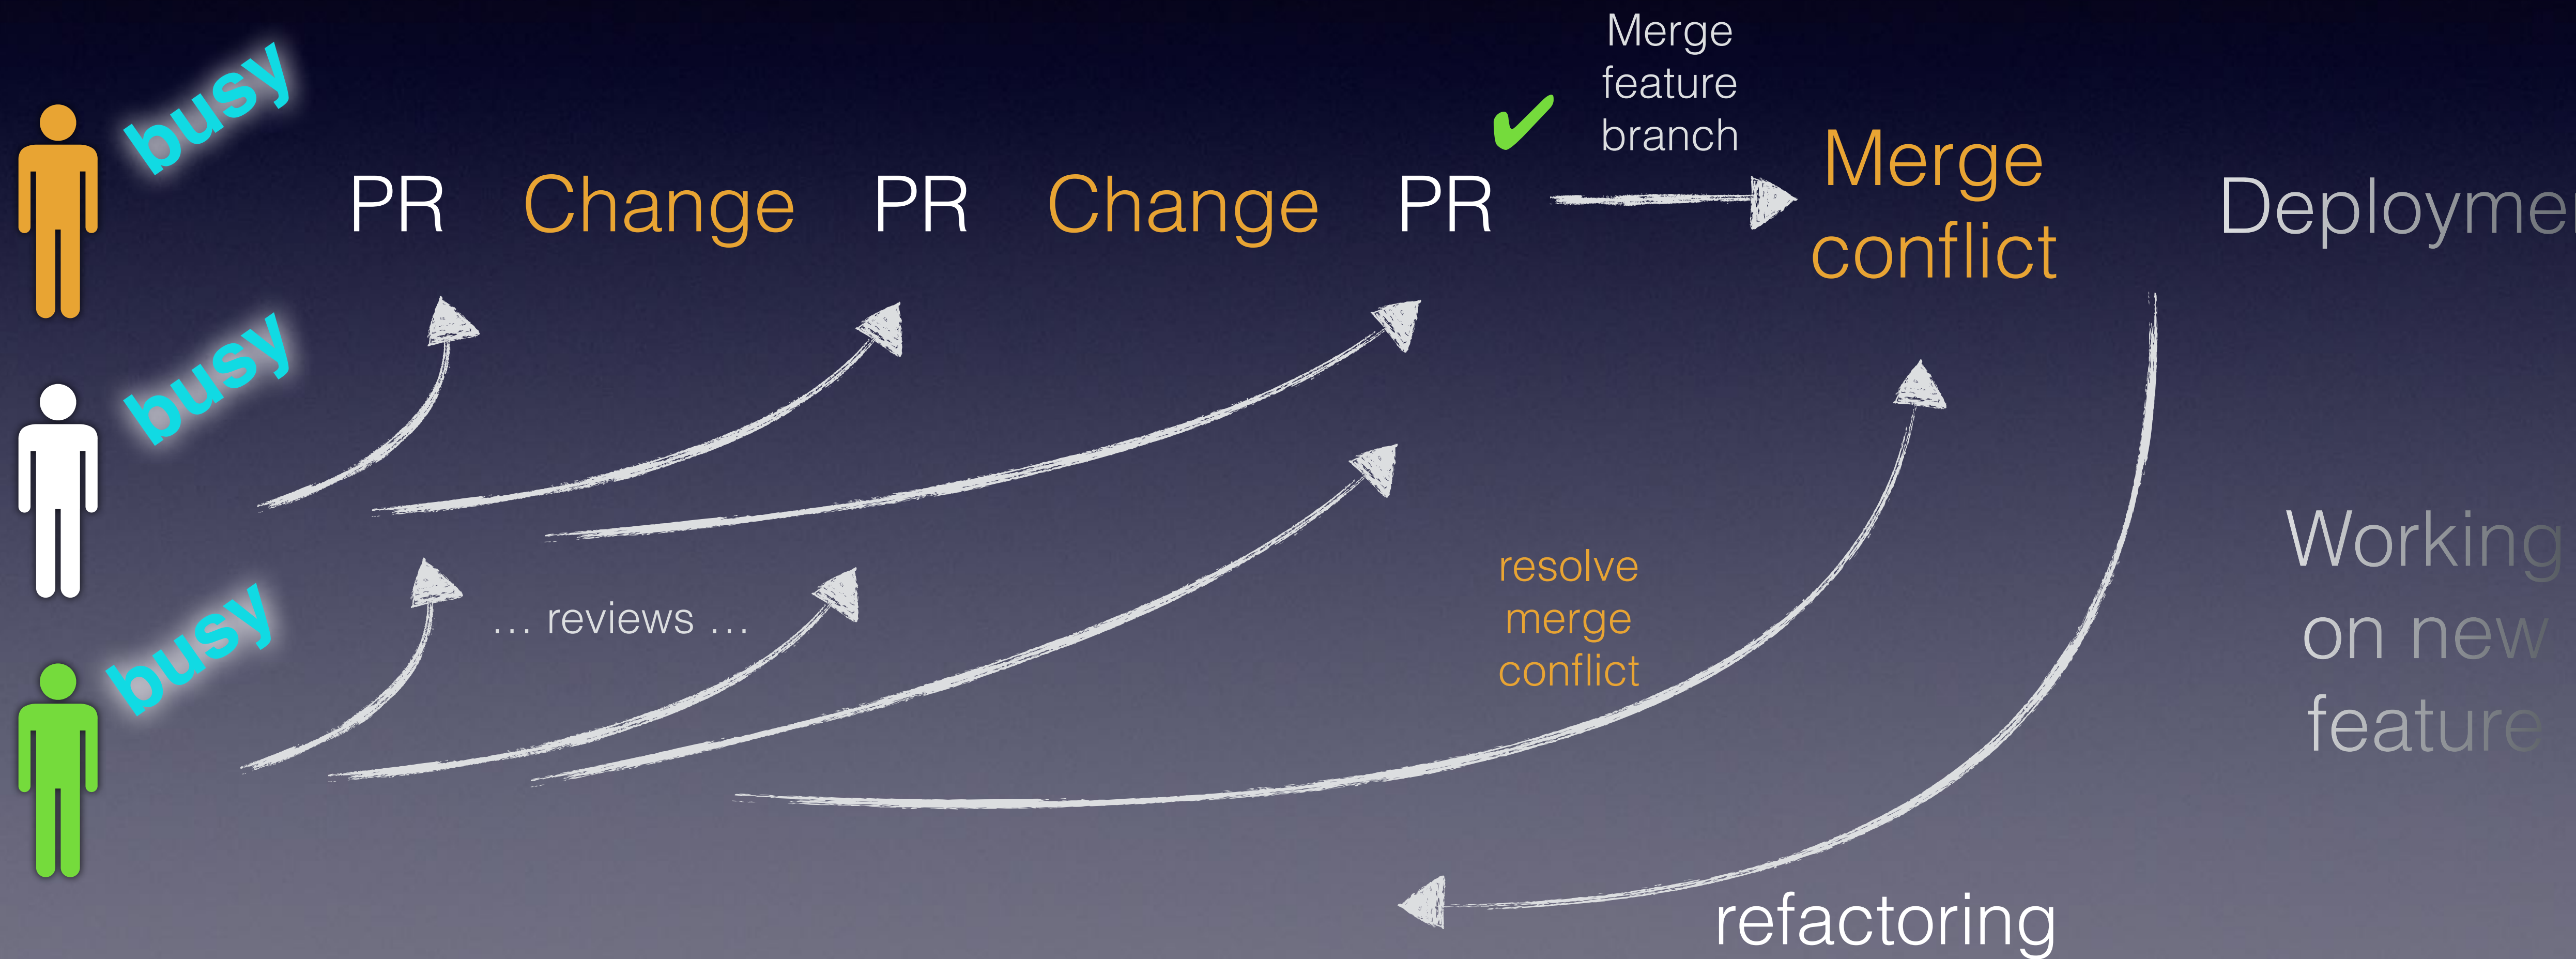 busy
Merge
feature
branch
PR Change PR Change PR
Merge
conflict
Deploymen
busy
... reviews ...
resolve
merge
conflict
Working
on new
feature
busy
refactoring